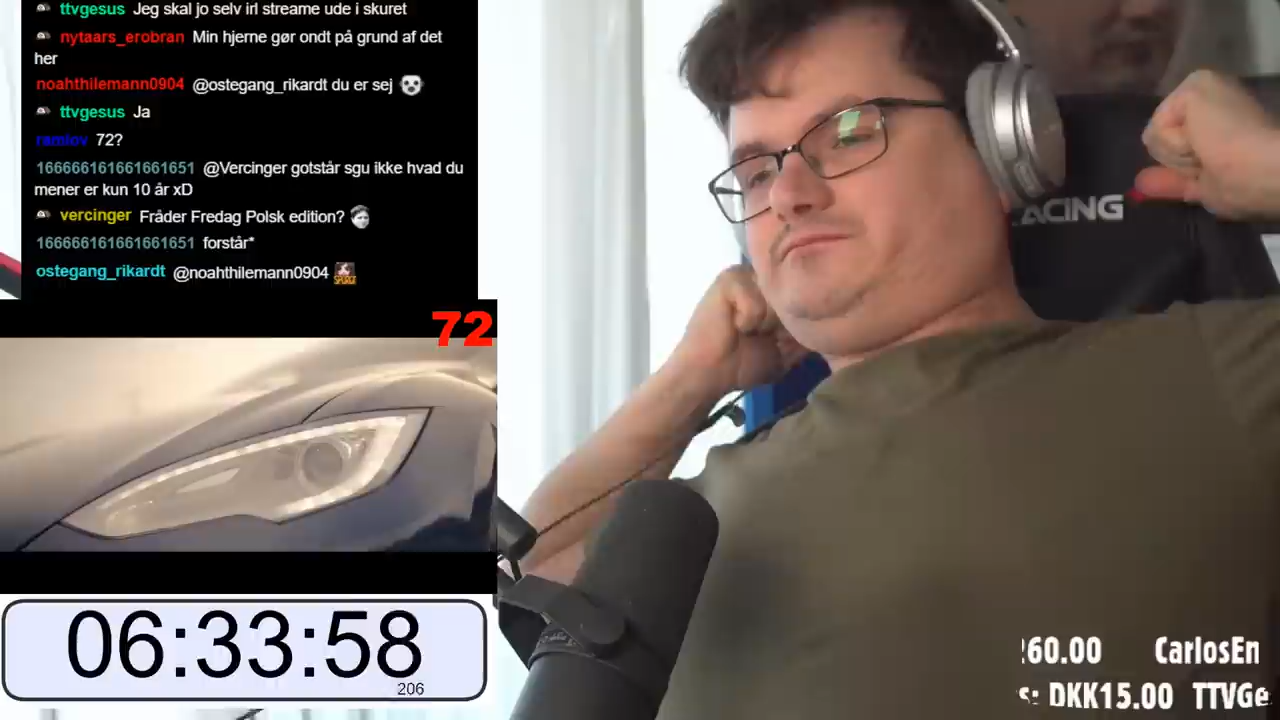 ttvgesus Jeg skal jo selv irl streame ude i skuret
nytaars_erobran Min hjerne gør ondt på grund af det
her
noahthilemann0904 @ostegang_rikardt du er sej
ttvgesus Ja
ramlov 72?
166666161661661651 @Vercinger gotstår sgu ikke hvad du
mener er kun 10 år xD
vercinger Fråder Fredag Polsk edition?
166666161661661651 forstår*
ostegang_rikardt @noahthilemann0904
72
ACING
06:33:58
206
60.00 CarlosEn
s: DKK15.00 TTVGe